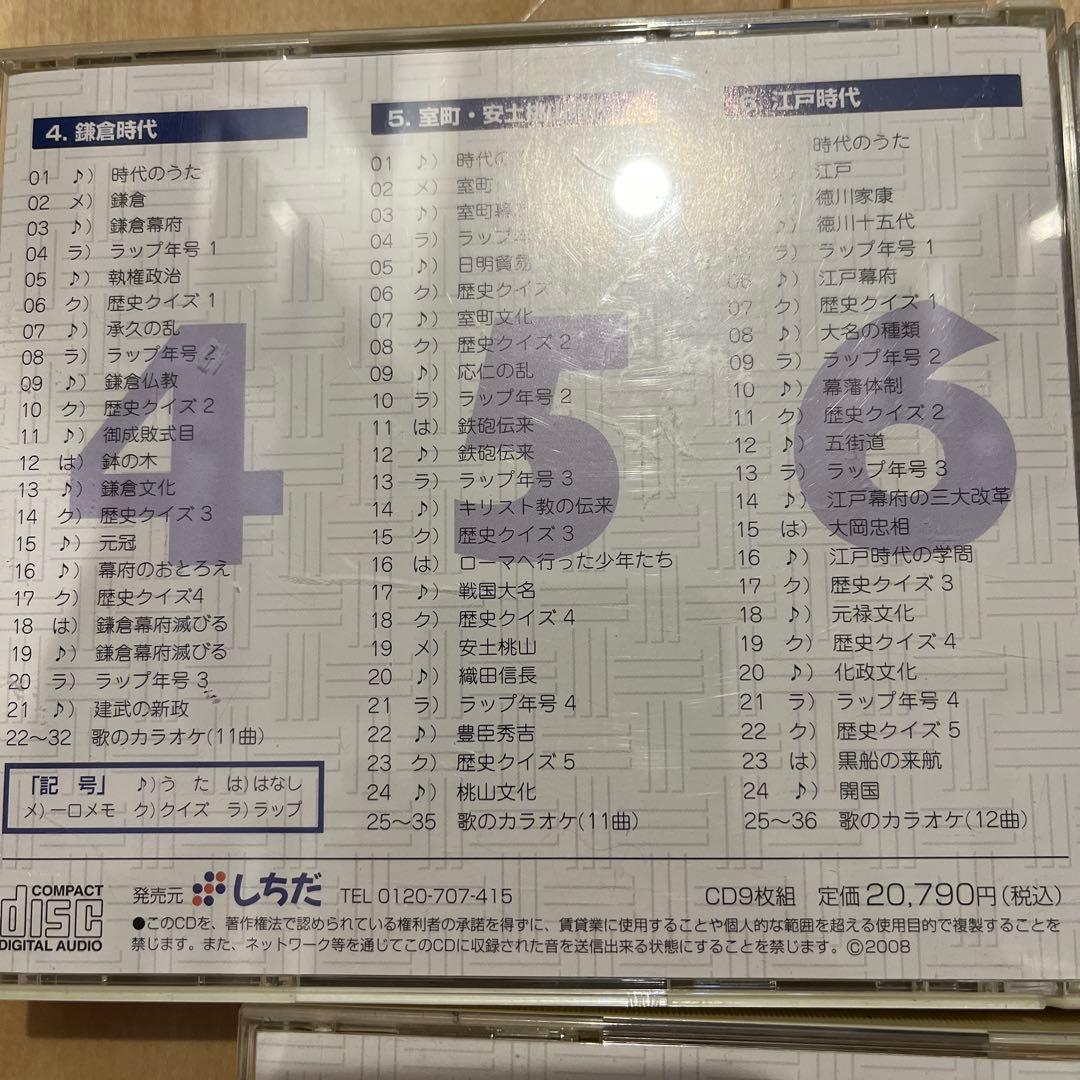 4. 鎌倉時代
01 ♪) 時代のうた
02 メ) 鎌倉
03 ♪) 鎌倉幕府
04 ラ) ラップ年号 1
05 ♪) 執権政治
06 ク) 歴史クイズ 1
07 ♪) 承久の乱
08 ラ) ラップ年号 2
09 ♪) 鎌倉仏教
10 ク) 歴史クイズ 2
11 ♪) 御成敗式目
12 は) 鉢の木
13 ♪) 鎌倉文化
14 ク) 歴史クイズ 3
15 ♪) 元冠
16 ♪) 幕府のおとろえ
17 ク) 歴史クイズ4
18 は) 鎌倉幕府滅びる
19 ♪) 鎌倉幕府滅びる
20 ラ) ラップ年号 3
21 ♪) 建武の新政
22〜32 歌のカラオケ(11曲)
「記 号」 ♪)うた は)はなし
メ)一口メモ ク)クイズ ラ)ラップ
4
5. 室町・安土
01 ♪) 時代の
02 メ) 室町
03 ♪) 室町
04 ラ) ラップ年
05 ♪) 日明貿易
06 ク) 歴史クイズ
07 ♪) 室町文化
08 ク) 歴史クイズ 2
09 ♪) 応仁の乱
10 ラ) ラップ年号 2
11 は) 鉄砲伝来
12 ♪) 鉄砲伝来
13 ラ) ラップ年号 3
14 ♪) キリスト教の伝来
15 ク) 歴史クイズ 3
16 は) ローマへ行った少年たち
17 ♪) 戦国大名
18 ク) 歴史クイズ 4
19 メ) 安土桃山
20 ♪) 織田信長
21 ラ) ラップ年号 4
22 ♪) 豊臣秀吉
23 ク) 歴史クイズ 5
24 ♪) 桃山文化
25〜35 歌のカラオケ(11曲)
5
6. 江戸時代
時代のうた
江戸
徳川家康
徳川十五代
ラップ年号 1
06 ♪) 江戸幕府
07 ク) 歴史クイズ 1
08 ♪) 大名の種類
09 ラ) ラップ年号 2
10 ♪) 幕藩体制
11 ク) 歴史クイズ 2
12 ♪) 五街道
13 ラ) ラップ年号 3
14 ♪) 江戸幕府の三大改革
15 は) 大岡忠相
16 ♪) 江戸時代の学問
17 ク) 歴史クイズ 3
18 ♪) 元禄文化
19 ク) 歴史クイズ 4
20 ♪) 化政文化
21 ラ) ラップ年号 4
22 ク) 歴史クイズ 5
23 は) 黒船の来航
24 ♪) 開国
25〜36 歌のカラオケ(12曲)
6
COMPACT
disc
DIGITAL AUDIO
発売元 しちだ TEL 0120-707-415 CD9枚組 定価 20,790円(税込)
●このCDを、著作権法で認められている権利者の承諾を得ずに、賃貸業に使用することや個人的な範囲を超える使用目的で複製することを
禁じます。また、ネットワーク等を通じてこのCDに収録された音を送信出来る状態にすることを禁じます。©2008